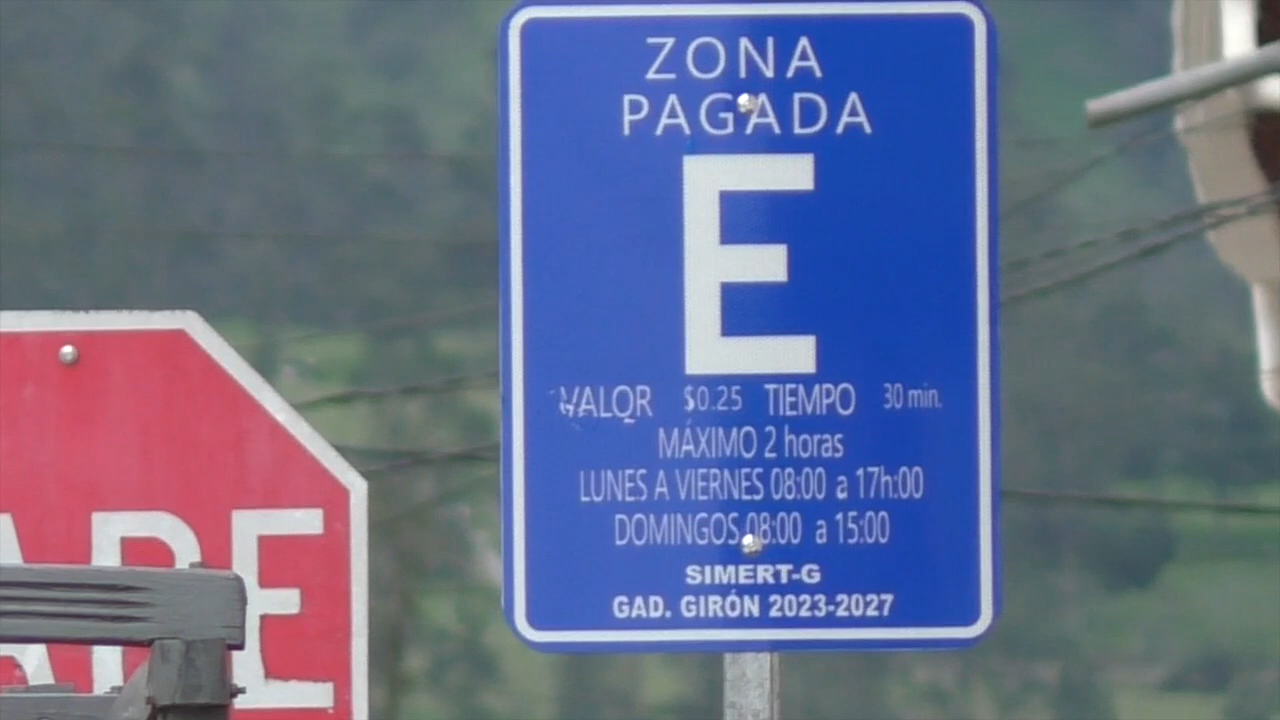 ZONA
PAGADA
E
VALOR $0.25 TIEMPO 30 min.
MÁXIMO 2 horas
LUNES A VIERNES 08:00 a 17h:00
DOMINGOS 08:00 a 15:00
SIMERT-G
GAD. GIRÓN 2023-2027